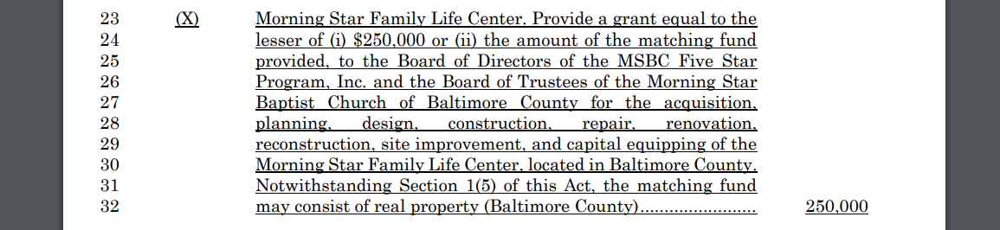 23 (X) Morning Star Family Life Center. Provide a grant equal to the
24 lesser of (i) $250,000 or (ii) the amount of the matching fund
25 provided, to the Board of Directors of the MSBC Five Star
26 Program, Inc. and the Board of Trustees of the Morning Star
27 Baptist Church of Baltimore County for the acquisition,
28 planning, design, construction, repair, renovation,
29 reconstruction, site improvement, and capital equipping of the
30 Morning Star Family Life Center, located in Baltimore County.
31 Notwithstanding Section 1(5) of this Act, the matching fund
32 may consist of real property (Baltimore County)........................ 250,000